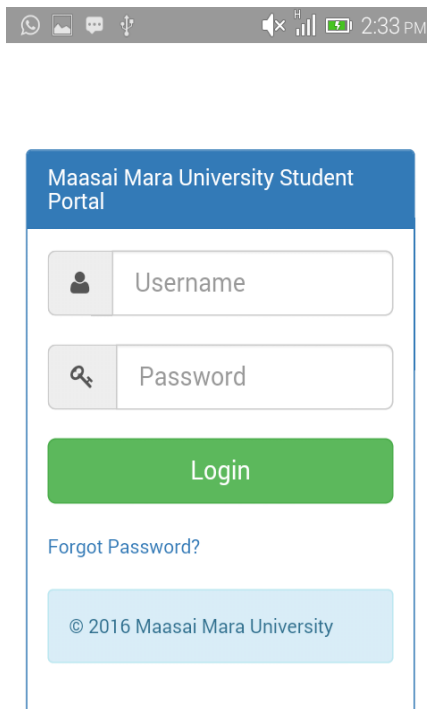 H
2:33 PM
Maasai Mara University Student
Portal
Username
Password
Login
Forgot Password?
© 2016 Maasai Mara University